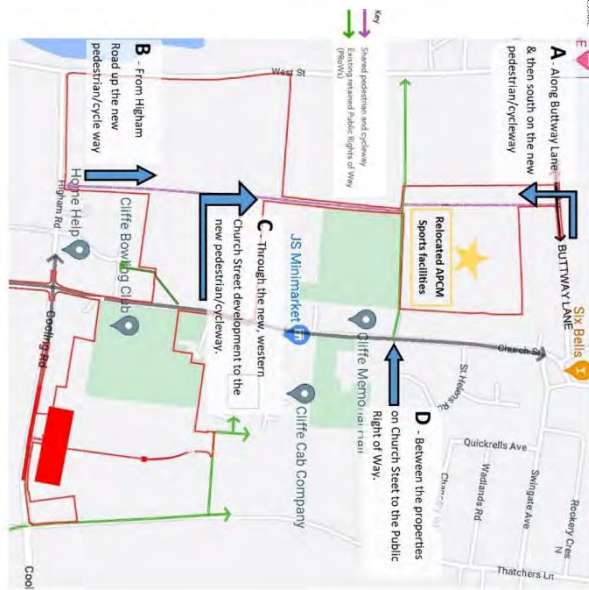 A - Along Buttway Lane
& then south on the new
pedestrian/cycleway
Key
Shared pedestrian and cycleway
Existing retained Public Rights of Way
(PRoWs)
West St
BUTTWAY LANE
Six Bells
Relocated APCM
Sports facilities
B - From Higham
Road up the new
pedestrian/cycle way
Home Help
Higham Rd
Cliffe Bowling Club
C - Through the new, western
Church Street development to the
new pedestrian/cycleway.
JS Minimarket
Cliffe Memorial Hall
Church St
St Helens Rd
D - Between the properties
on Church Steet to the Public
Right of Way.
Cliffe Cab Company
Quickrells Ave
Wadlands Rd
Swingate Ave
Rookery Cres
Thatchers Ln
Cooling Rd
Cool